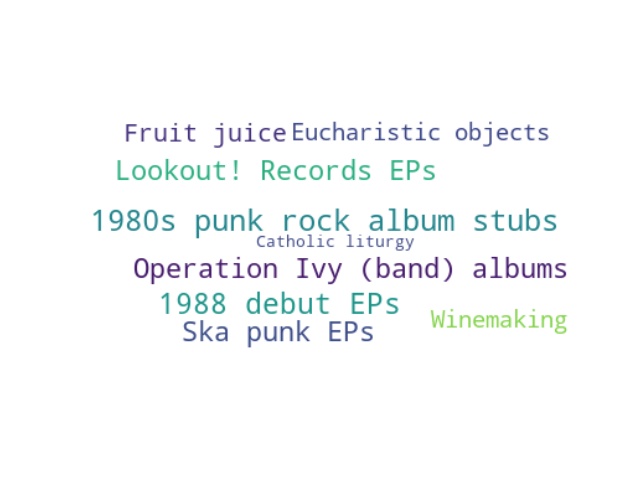 Fruit juice Eucharistic objects
Lookout! Records EPs
1980s punk rock album stubs
Catholic liturgy
Operation Ivy (band) albums
1988 debut EPs
Winemaking
Ska punk EPs